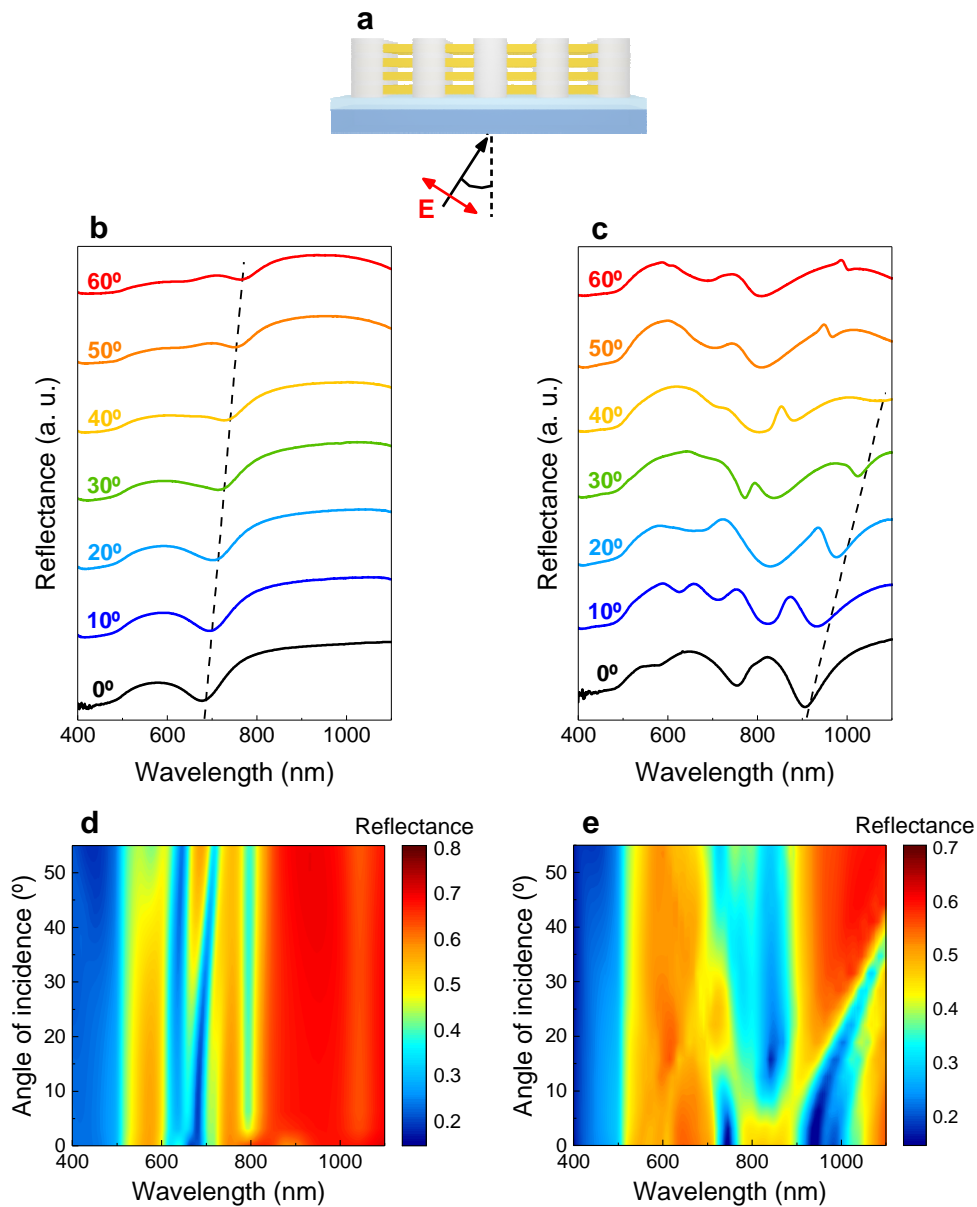 a
E
b
60º
50º
40º
30º
20º
10º
0º
Reflectance (a. u.)
400 600 800 1000
Wavelength (nm)
c
60º
50º
40º
30º
20º
10º
0º
Reflectance (a. u.)
400 600 800 1000
Wavelength (nm)
d
Reflectance
50
40
30
20
10
0
Angle of incidence (º)
400 600 800 1000
Wavelength (nm)
0.8
0.7
0.6
0.5
0.4
0.3
0.2
e
Reflectance
50
40
30
20
10
0
Angle of incidence (º)
400 600 800 1000
Wavelength (nm)
0.7
0.6
0.5
0.4
0.3
0.2